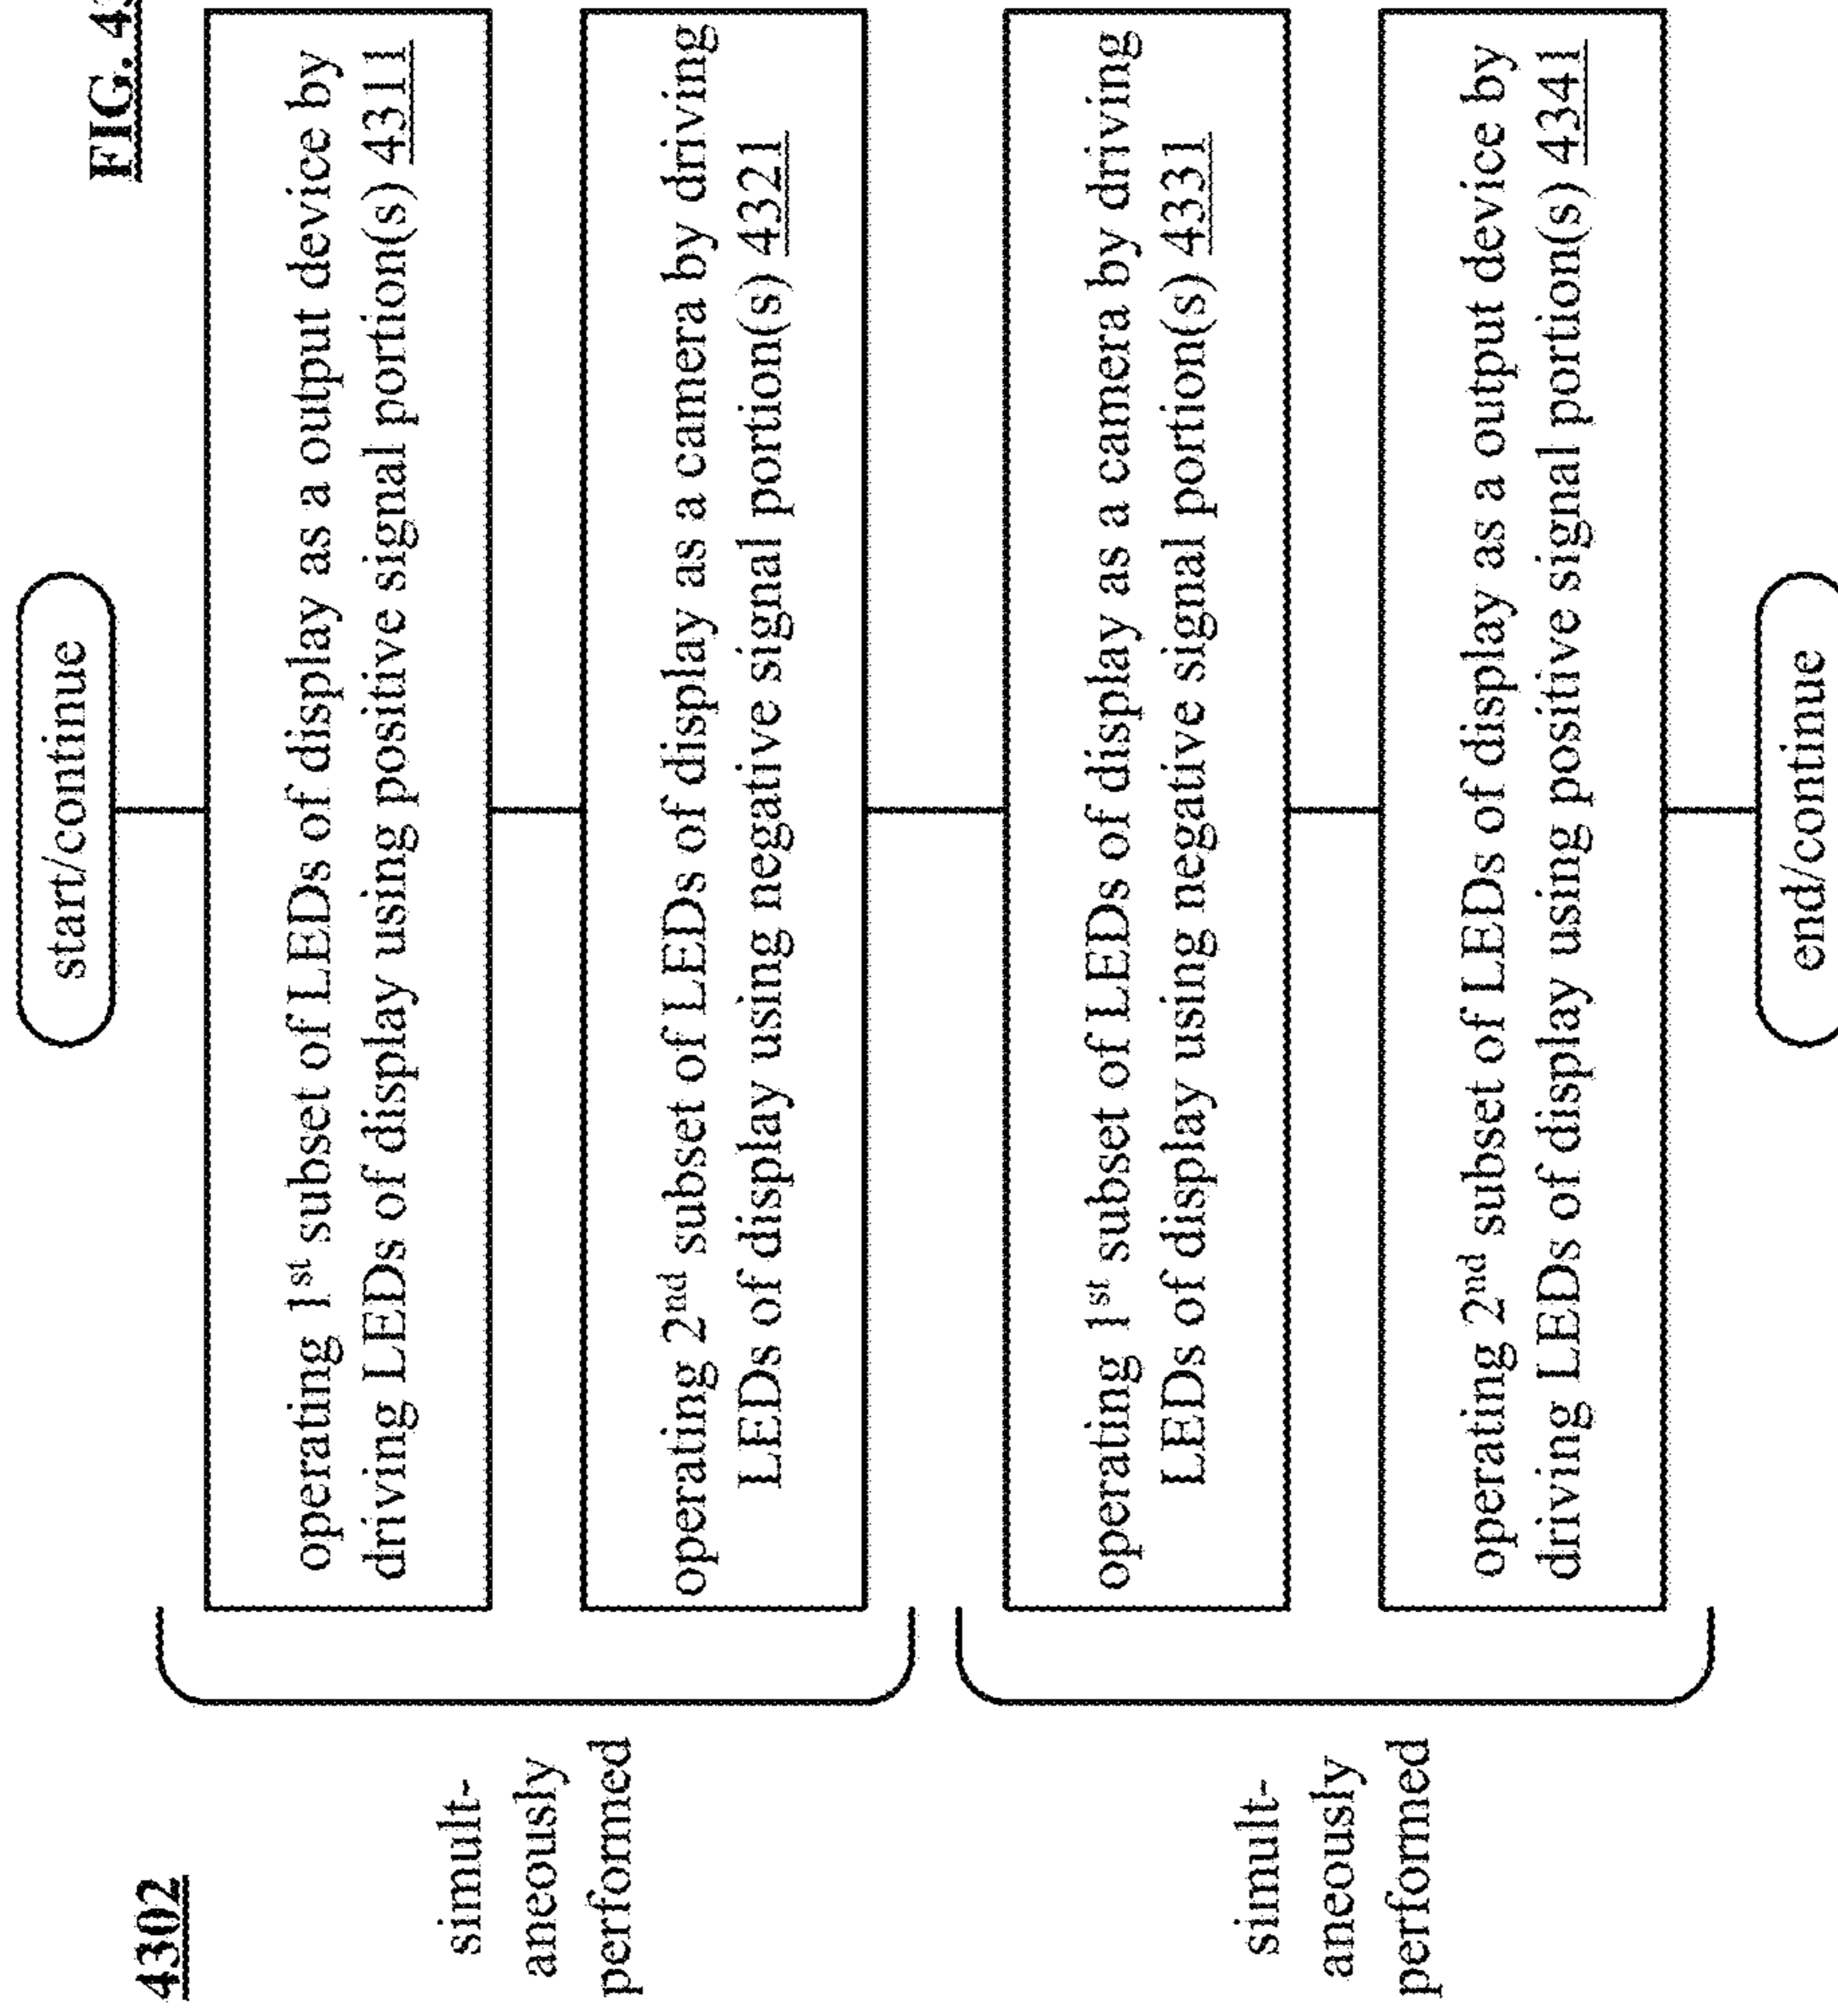 4302
FIG. 4
start/continue
operating 1st subset of LEDs of display as a output device by
driving LEDs of display using positive signal portion(s) 4311
operating 2nd subset of LEDs of display as a camera by driving
LEDs of display using negative signal portion(s) 4321
simult-
aneously
perfomed
operating 1st subset of LEDs of display as a camera by driving
LEDs of display using negative signal portion(s) 4331
operating 2nd subset of LEDs of display as a output device by
driving LEDs of display using positive signal portion(s) 4341
simult-
aneously
perfomed
end/continue